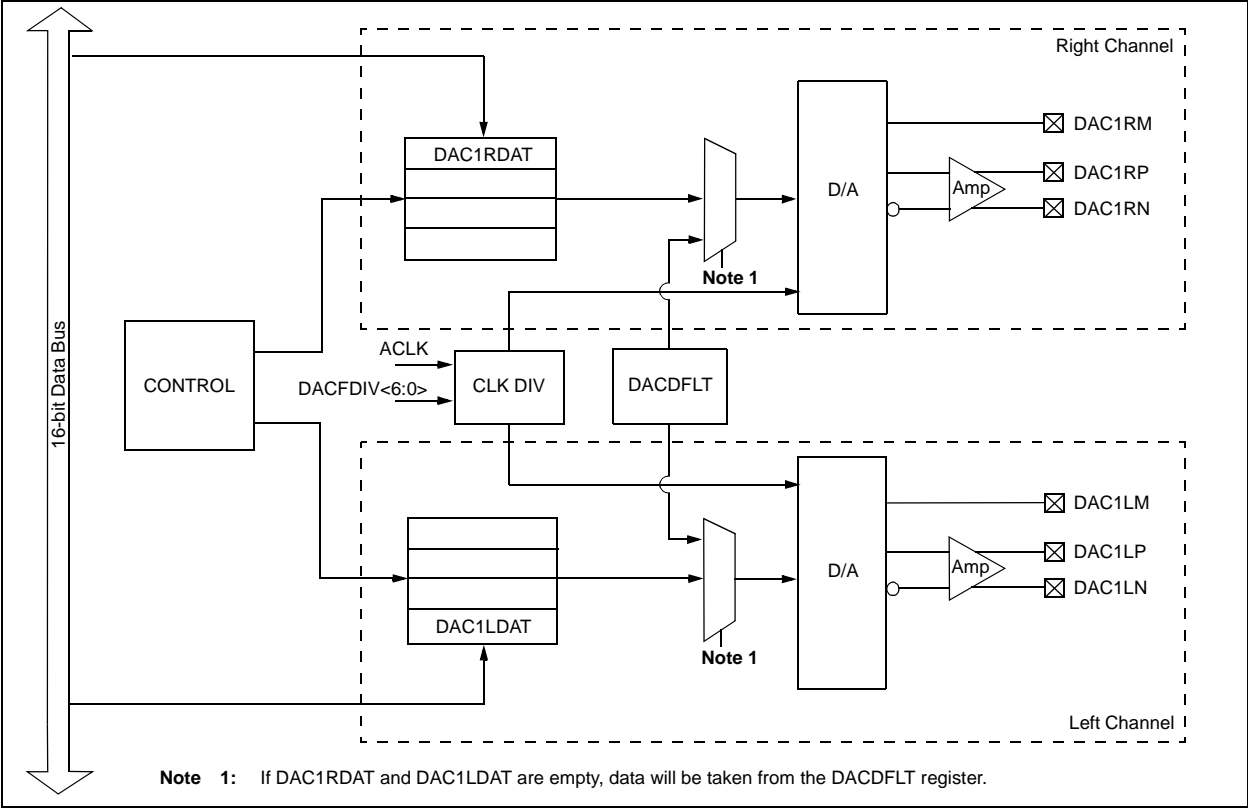 Right Channel
DAC1RM
DAC1RDAT
DAC1RP
D/A
Amp
DAC1RN
Note 1
16-bit Data Bus
ACLK
CONTROL
CLK DIV
DACDFLT
DACFDIV<6:0>
DAC1LM
DAC1LP
D/A
Amp
DAC1LN
DAC1LDAT
Note 1
Left Channel
Note 1: If DAC1RDAT and DAC1LDAT are empty, data will be taken from the DACDFLT register.